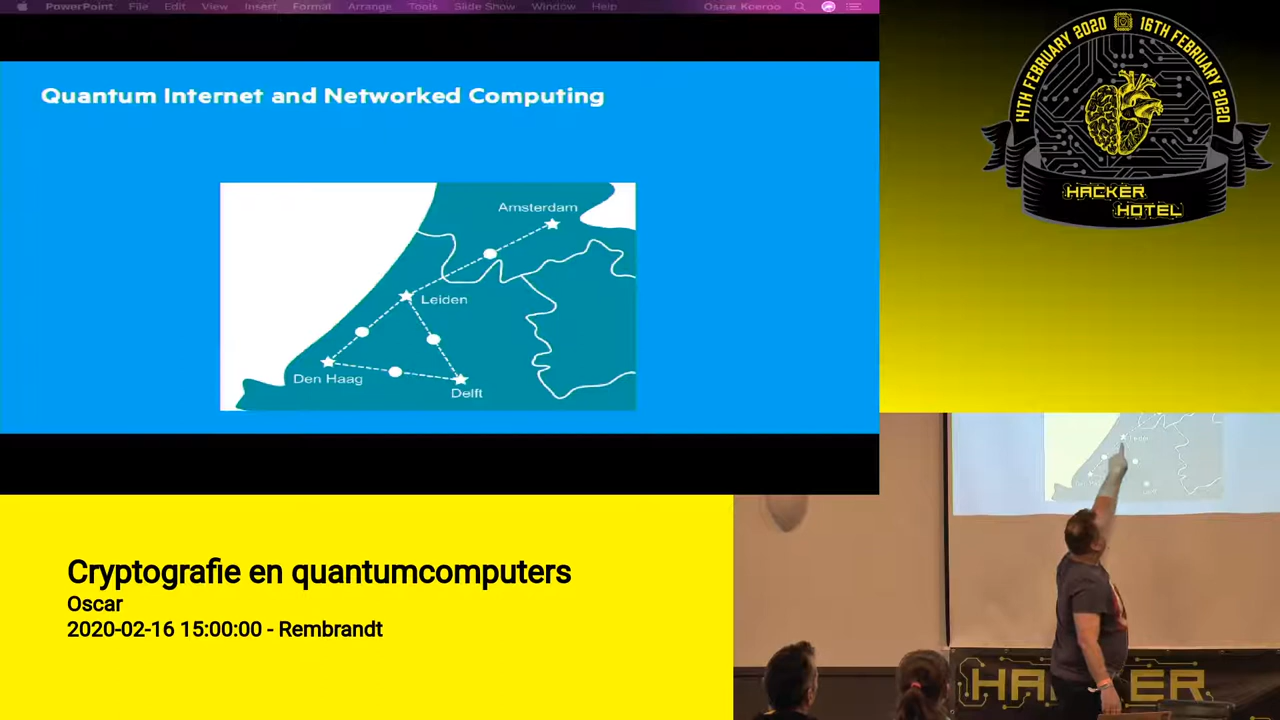 PowerPoint File Edit View Insert Format Arrange Tools Slide Show Window Help Oscar Koeroo
Quantum Internet and Networked Computing
Amsterdam
Leiden
Den Haag
Delft
14TH FEBRUARY 2020
16TH FEBRUARY 2020
HACKER
HOTEL
Cryptografie en quantumcomputers
Oscar
2020-02-16 15:00:00 - Rembrandt